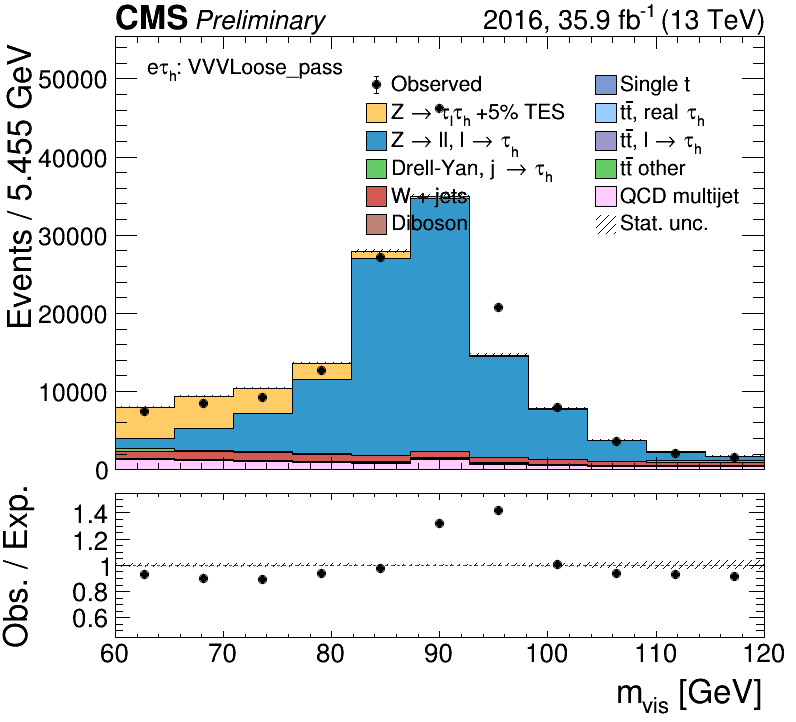 CMS Preliminary 2016, 35.9 fb⁻¹ (13 TeV)
Events / 5.455 GeV
50000
40000
30000
20000
10000
0
eτₕ: VVVLoose_pass
Observed
Z → τₗτₕ +5% TES
Z → ll, l → τₕ
Drell-Yan, j → τₕ
W + jets
Diboson
Single t
tt̄, real τₕ
tt̄, l → τₕ
tt̄ other
QCD multijet
Stat. unc.
Obs. / Exp.
1.4
1.2
1
0.8
0.6
60 70 80 90 100 110 120
m_vis [GeV]